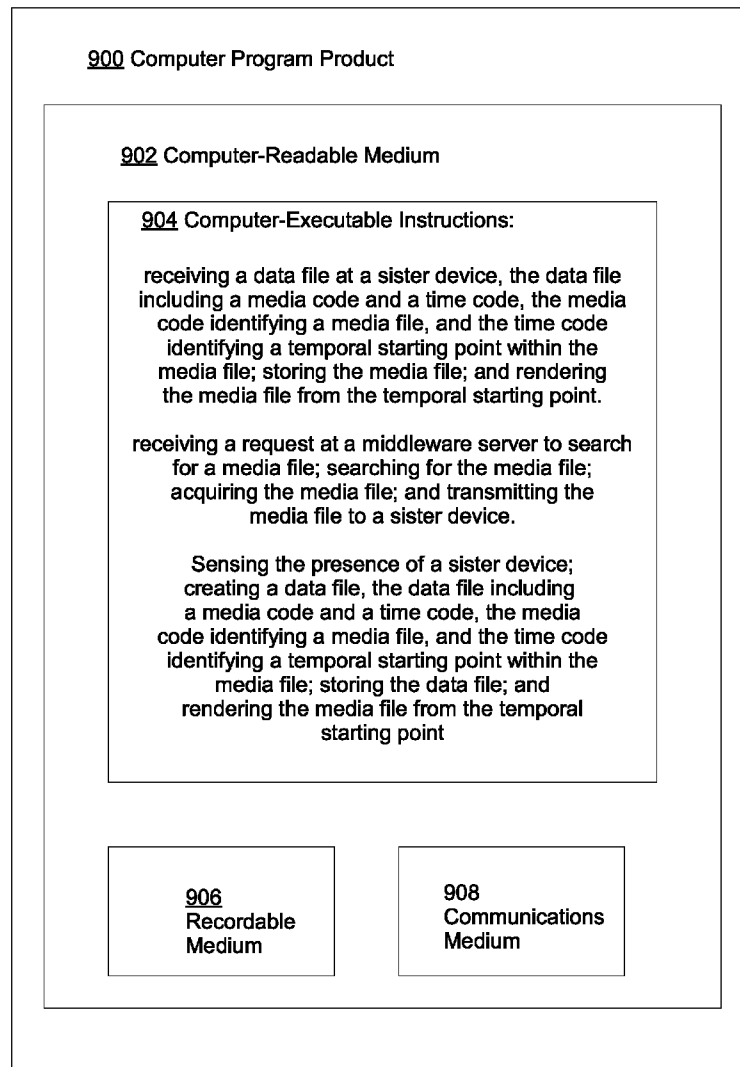 900 Computer Program Product
902 Computer-Readable Medium
904 Computer-Executable Instructions:
receiving a data file at a sister device, the data file
including a media code and a time code, the media
code identifying a media file, and the time code
identifying a temporal starting point within the
media file; storing the media file; and rendering
the media file from the temporal starting point.
receiving a request at a middleware server to search
for a media file; searching for the media file;
acquiring the media file; and transmitting the
media file to a sister device.
Sensing the presence of a sister device;
creating a data file, the data file including
a media code and a time code, the media
code identifying a media file, and the time code
identifying a temporal starting point within the
media file; storing the data file; and
rendering the media file from the temporal
starting point
906
Recordable
Medium
908
Communications
Medium